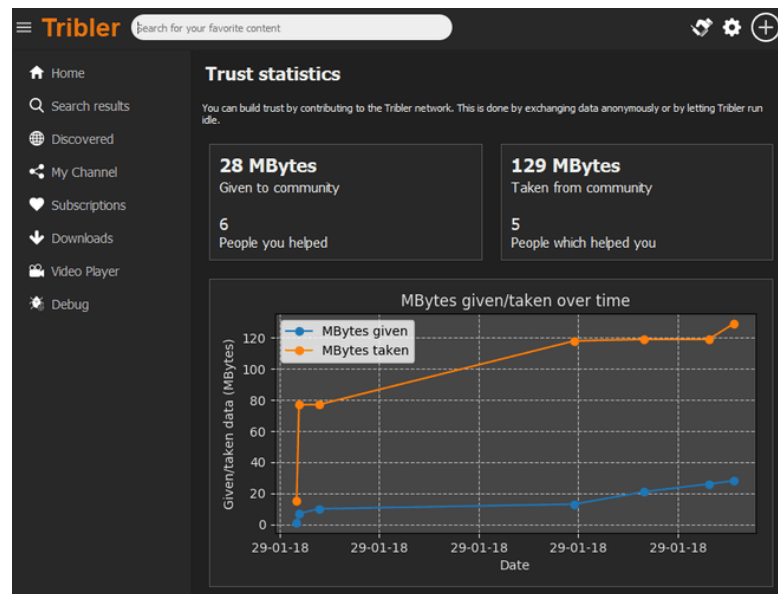 Tribler
Search for your favorite content
Home
Search results
Discovered
My Channel
Subscriptions
Downloads
Video Player
Debug
Trust statistics
You can build trust by contributing to the Tribler network. This is done by exchanging data anonymously or by letting Tribler run
idle.
28 MBytes
Given to community
6
People you helped
129 MBytes
Taken from community
5
People which helped you
MBytes given/taken over time
MBytes given
MBytes taken
Given/taken data (MBytes)
120
100
80
60
40
20
0
29-01-18 29-01-18 29-01-18 29-01-18 29-01-18
Date